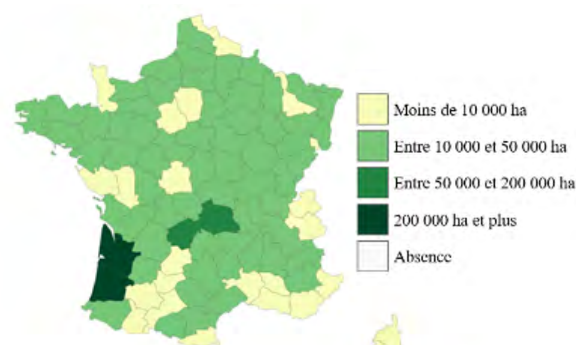 Moins de 10 000 ha
Entre 10 000 et 50 000 ha
Entre 50 000 et 200 000 ha
200 000 ha et plus
Absence